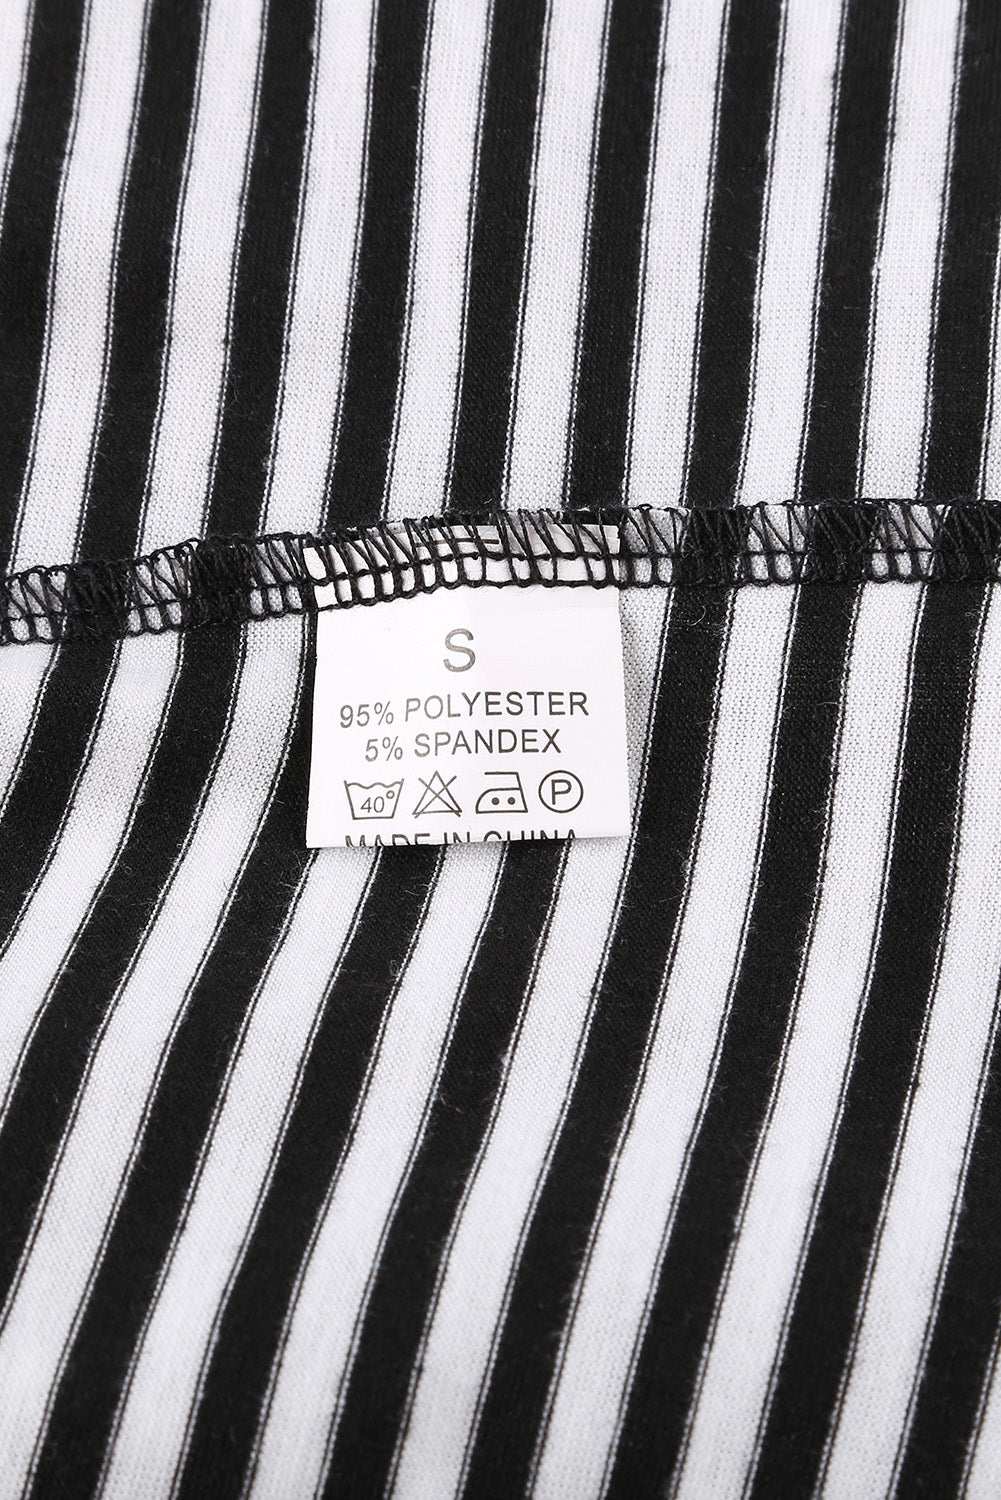 S
95% POLYESTER
5% SPANDEX
40° P
MADE IN CHINA